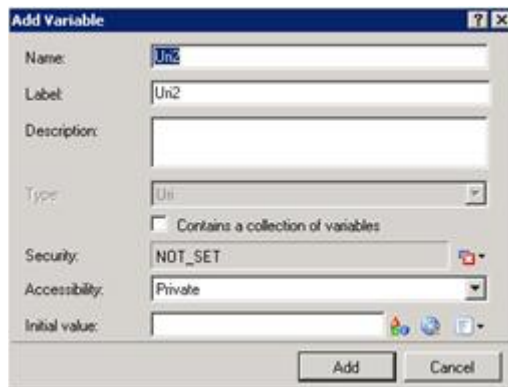 Add Variable
Name: Uri2
Label: Uri2
Description:
Type: Uri
Contains a collection of variables
Security: NOT_SET
Accessibility: Private
Initial value:
Add Cancel